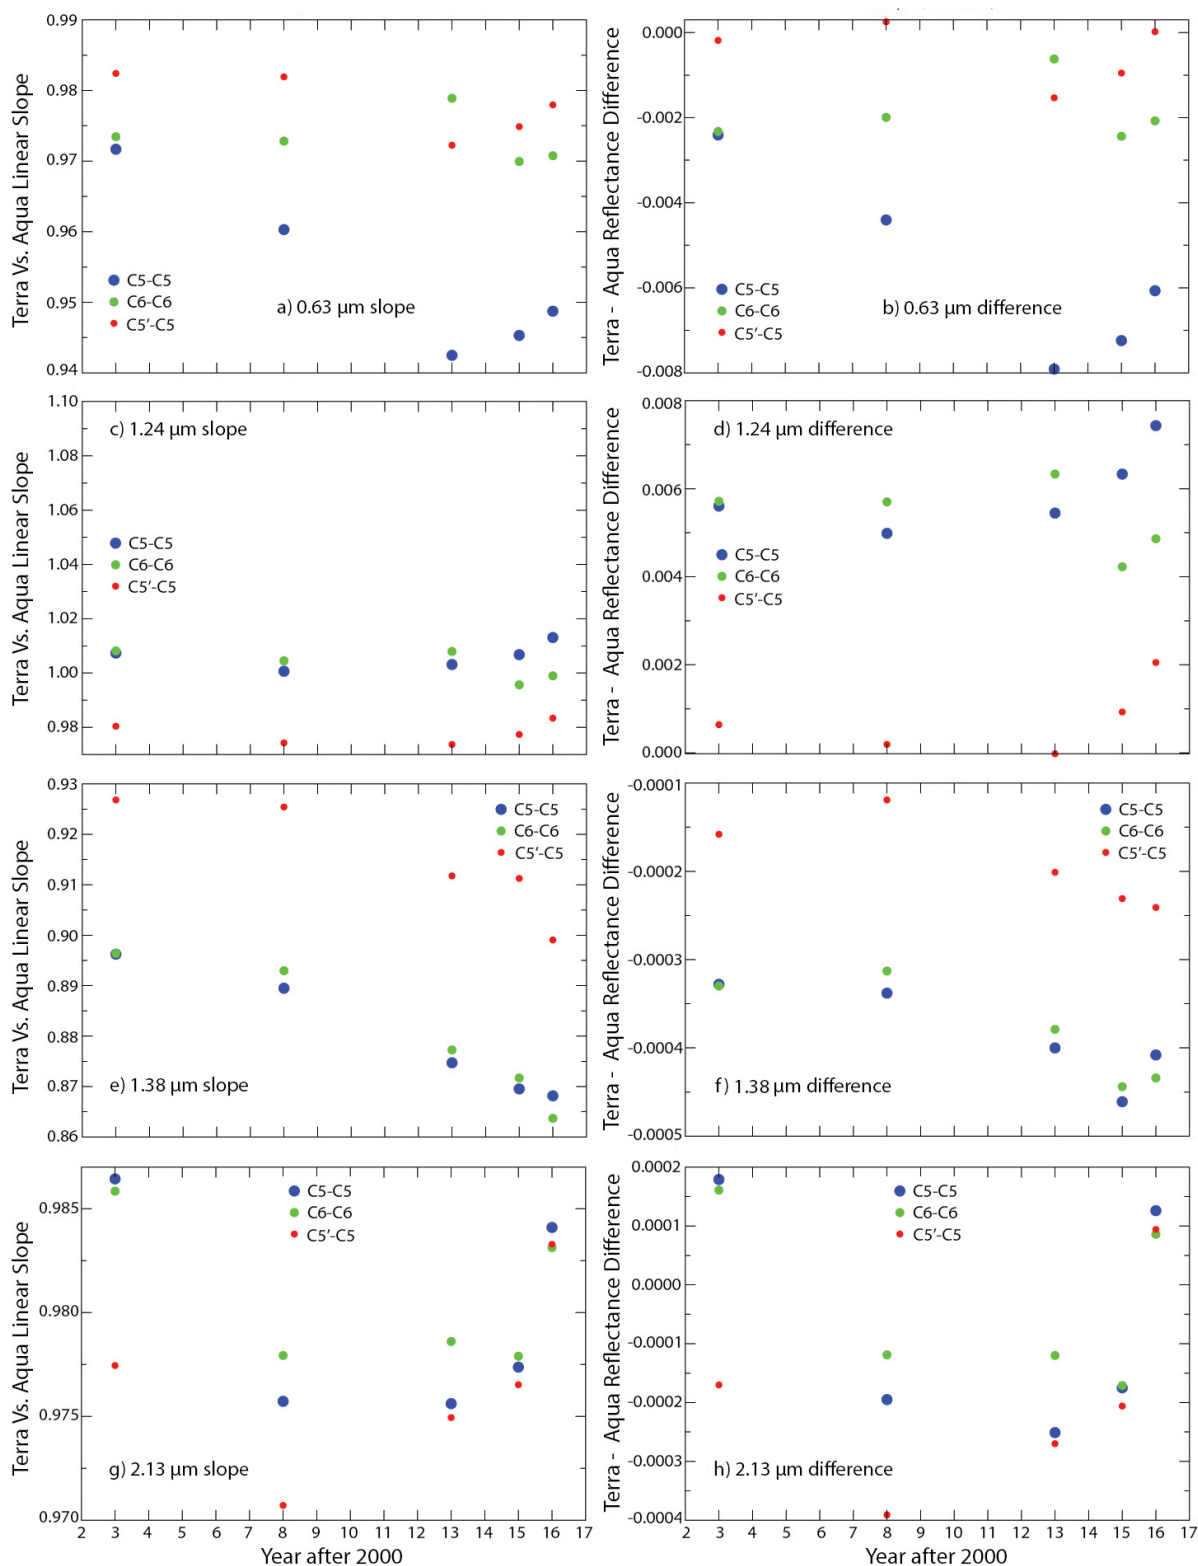 0.99
0.98
0.97
0.96
0.95
0.94
Terra Vs. Aqua Linear Slope
C5-C5
C6-C6
C5′-C5
a) 0.63 µm slope
0.000
-0.002
-0.004
-0.006
-0.008
Terra - Aqua Reflectance Difference
C5-C5
C6-C6
C5′-C5
b) 0.63 µm difference
1.10
1.08
1.06
1.04
1.02
1.00
0.98
Terra Vs. Aqua Linear Slope
c) 1.24 µm slope
C5-C5
C6-C6
C5′-C5
0.008
0.006
0.004
0.002
0.000
Terra - Aqua Reflectance Difference
d) 1.24 µm difference
C5-C5
C6-C6
C5′-C5
0.93
0.92
0.91
0.90
0.89
0.88
0.87
0.86
Terra Vs. Aqua Linear Slope
C5-C5
C6-C6
C5′-C5
e) 1.38 µm slope
-0.0001
-0.0002
-0.0003
-0.0004
-0.0005
Terra - Aqua Reflectance Difference
C5-C5
C6-C6
C5′-C5
f) 1.38 µm difference
0.985
0.980
0.975
0.970
Terra Vs. Aqua Linear Slope
C5-C5
C6-C6
C5′-C5
g) 2.13 µm slope
2 3 4 5 6 7 8 9 10 11 12 13 14 15 16 17
Year after 2000
0.0002
0.0001
0.0000
-0.0001
-0.0002
-0.0003
-0.0004
Terra - Aqua Reflectance Difference
C5-C5
C6-C6
C5′-C5
h) 2.13 µm difference
2 3 4 5 6 7 8 9 10 11 12 13 14 15 16 17
Year after 2000